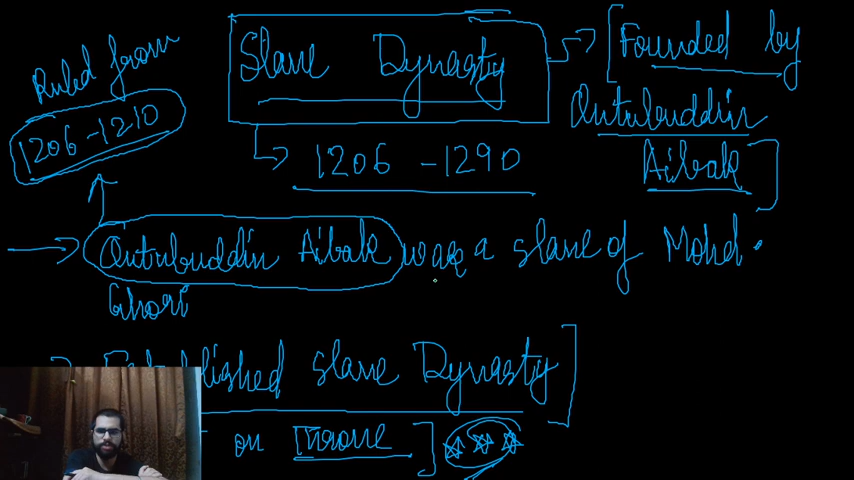 Slave Dynasty
Founded by
Qutubuddin
Aibak
Ruled from
1206 - 1210
1206 - 1290
Qutubuddin Aibak was a slave of Mohd.
Ghori
Established slave Dynasty
on Throne